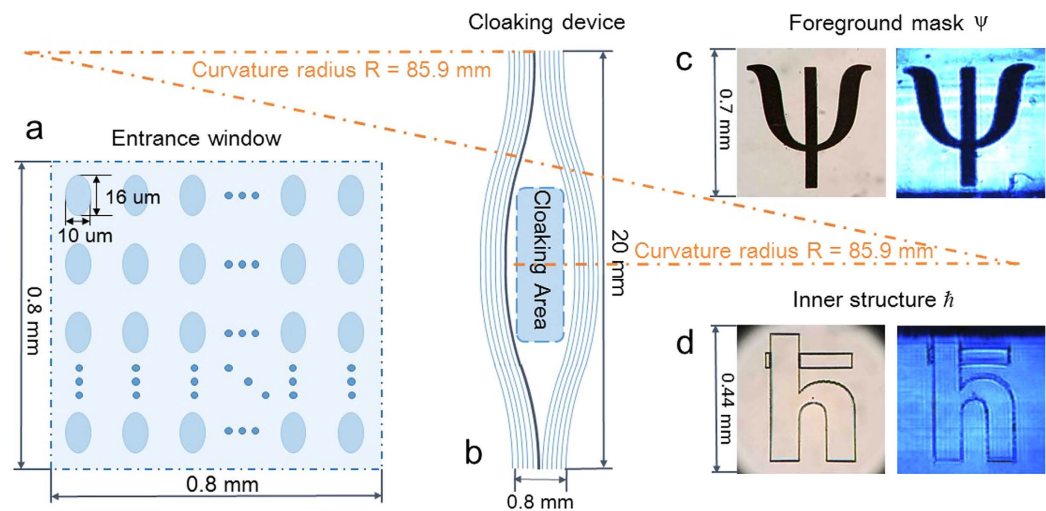 Cloaking device
Foreground mask Ψ
Curvature radius R = 85.9 mm
c
0.7 mm
a
Entrance window
16 um
10 um
0.8 mm
0.8 mm
Cloaking Area
20 mm
b
0.8 mm
Curvature radius R = 85.9 mm
Inner structure ħ
d
0.44 mm
Ψ
ħ